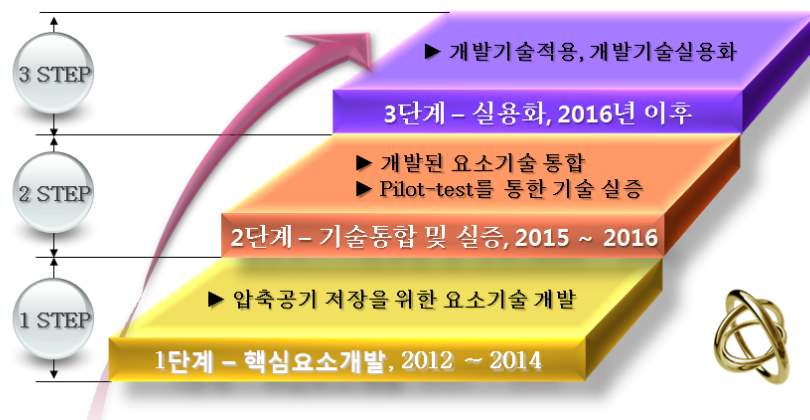 3 STEP
▶ 개발기술적용, 개발기술실용화
3단계 – 실용화, 2016년 이후
2 STEP
▶ 개발된 요소기술 통합
▶ Pilot-test를 통한 기술 실증
2단계 – 기술통합 및 실증, 2015 ~ 2016
1 STEP
▶ 압축공기 저장을 위한 요소기술 개발
1단계 – 핵심요소개발, 2012 ~ 2014